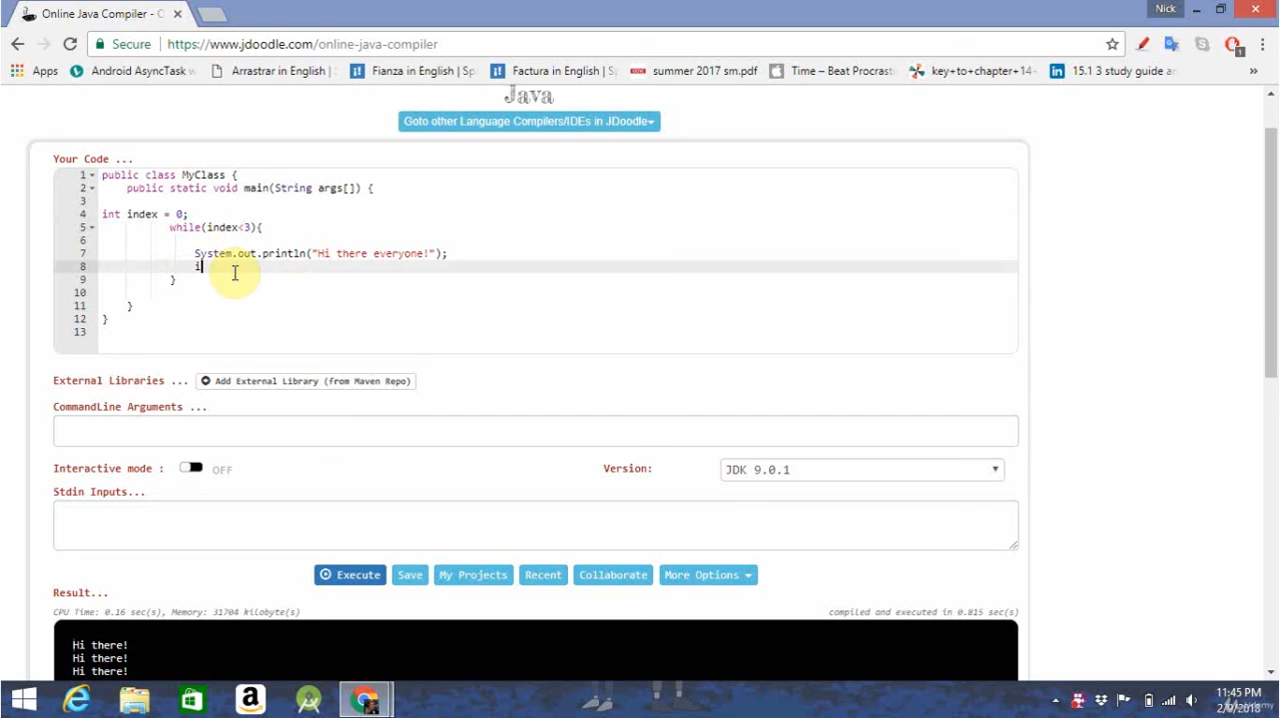 Online Java Compiler - O
Nick
Secure
https://www.jdoodle.com/online-java-compiler
Apps
Android AsyncTask w
Arrastrar in English | 
Fianza in English | Sp
Factura in English | Sp
summer 2017 sm.pdf
Time – Beat Procrasti
key+to+chapter+14-
15.1 3 study guide a
»
Java
Goto other Language Compilers/IDEs in JDoodle
Your Code ...
1 public class MyClass {
2 public static void main(String args[]) {
3
4 int index = 0;
5 while(index<3){
6
7 System.out.println("Hi there everyone!");
8 i
9 }
10
11 }
12 }
13
External Libraries ...
Add External Library (from Maven Repo)
CommandLine Arguments ...
Interactive mode : OFF
Version:
JDK 9.0.1
Stdin Inputs...
Execute
Save
My Projects
Recent
Collaborate
More Options
Result...
CPU Time: 0.16 sec(s), Memory: 31704 kilobyte(s)
compiled and executed in 0.815 sec(s)
Hi there!
Hi there!
Hi there!
11:45 PM
2/9/2018